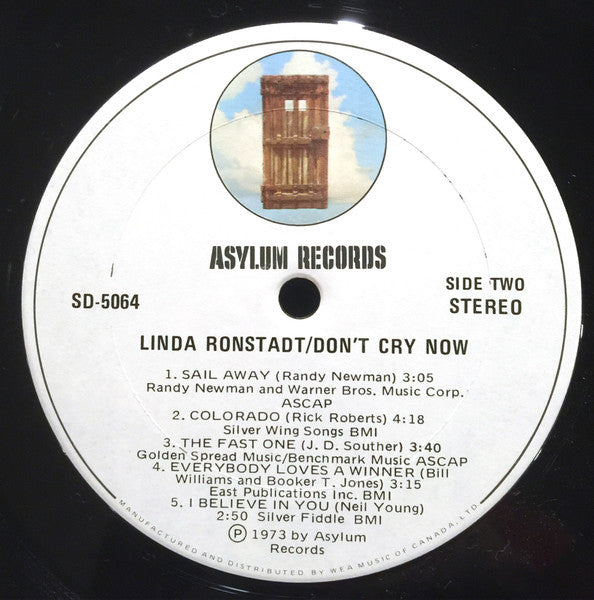 ASYLUM RECORDS
SD-5064
SIDE TWO
STEREO
LINDA RONSTADT/DON'T CRY NOW
1. SAIL AWAY (Randy Newman) 3:05
Randy Newman and Warner Bros. Music Corp.
ASCAP
2. COLORADO (Rick Roberts) 4:18
Silver Wing Songs BMI
3. THE FAST ONE (J. D. Souther) 3:40
Golden Spread Music/Benchmark Music ASCAP
4. EVERYBODY LOVES A WINNER (Bill
Williams and Booker T. Jones) 3:15
East Publications Inc. BMI
5. I BELIEVE IN YOU (Neil Young)
2:50 Silver Fiddle BMI
Ⓟ 1973 by Asylum
Records
MANUFACTURED AND DISTRIBUTED BY WEA MUSIC OF CANADA, LTD.